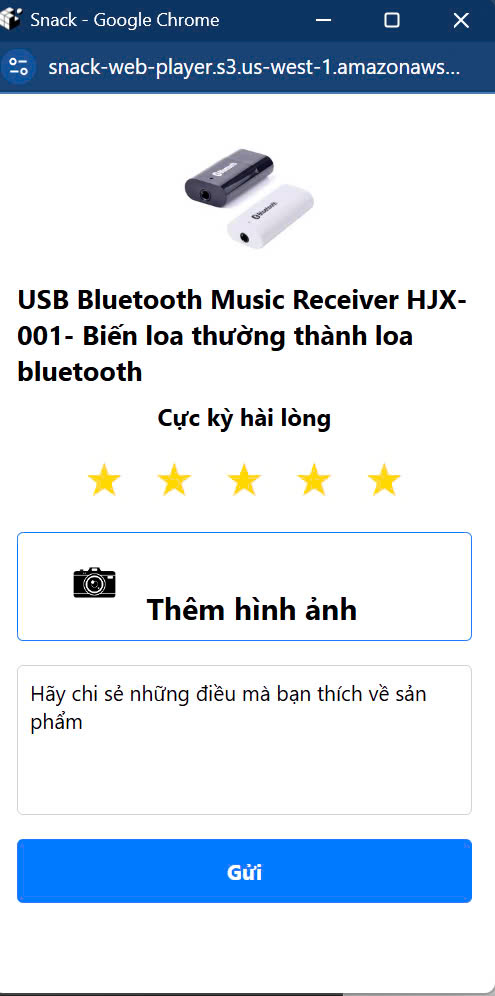 Snack - Google Chrome
snack-web-player.s3.us-west-1.amazonaws...
Bluetooth
Bluetooth
USB Bluetooth Music Receiver HJX-
001- Biến loa thường thành loa
bluetooth
Cực kỳ hài lòng
Thêm hình ảnh
Hãy chi sẻ những điều mà bạn thích về sản
phẩm
Gửi